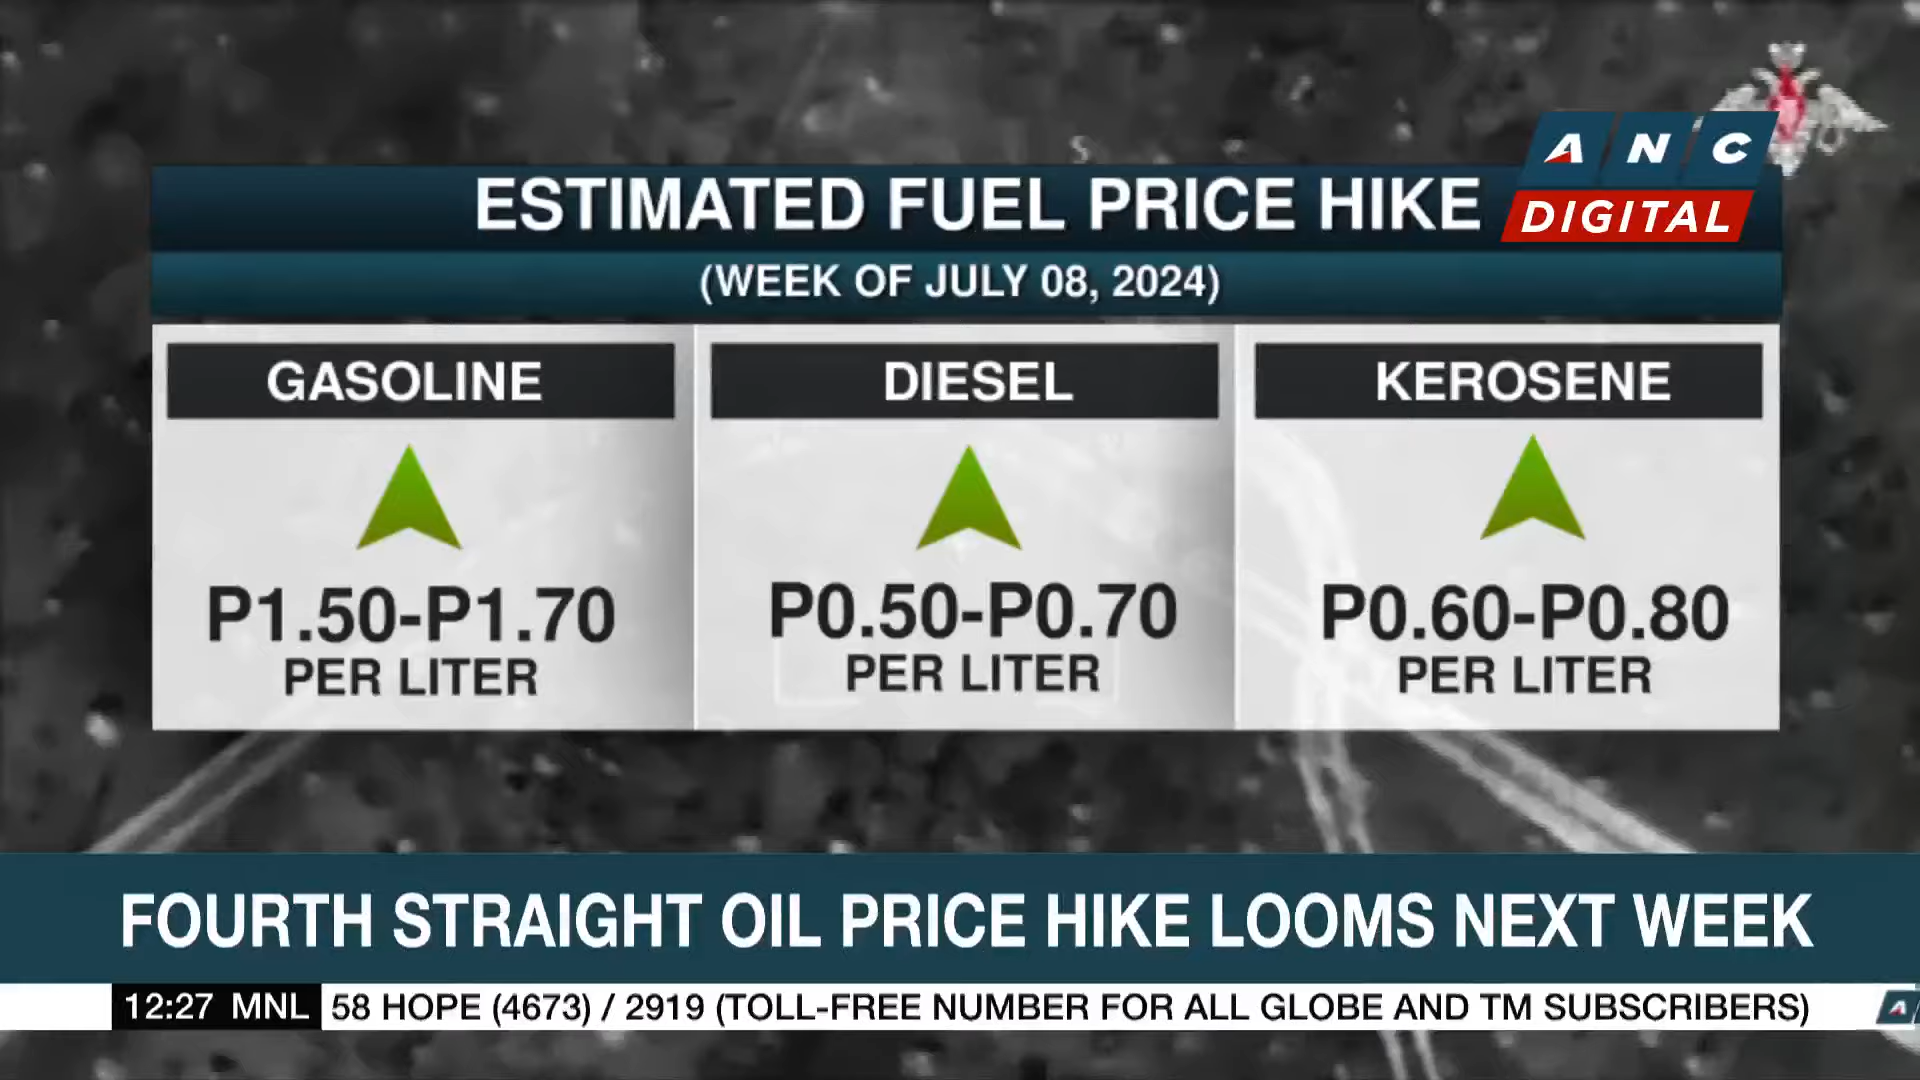 ANC
DIGITAL
ESTIMATED FUEL PRICE HIKE
(WEEK OF JULY 08, 2024)
GASOLINE
P1.50-P1.70
PER LITER
DIESEL
P0.50-P0.70
PER LITER
KEROSENE
P0.60-P0.80
PER LITER
FOURTH STRAIGHT OIL PRICE HIKE LOOMS NEXT WEEK
12:27 MNL 58 HOPE (4673) / 2919 (TOLL-FREE NUMBER FOR ALL GLOBE AND TM SUBSCRIBERS) A